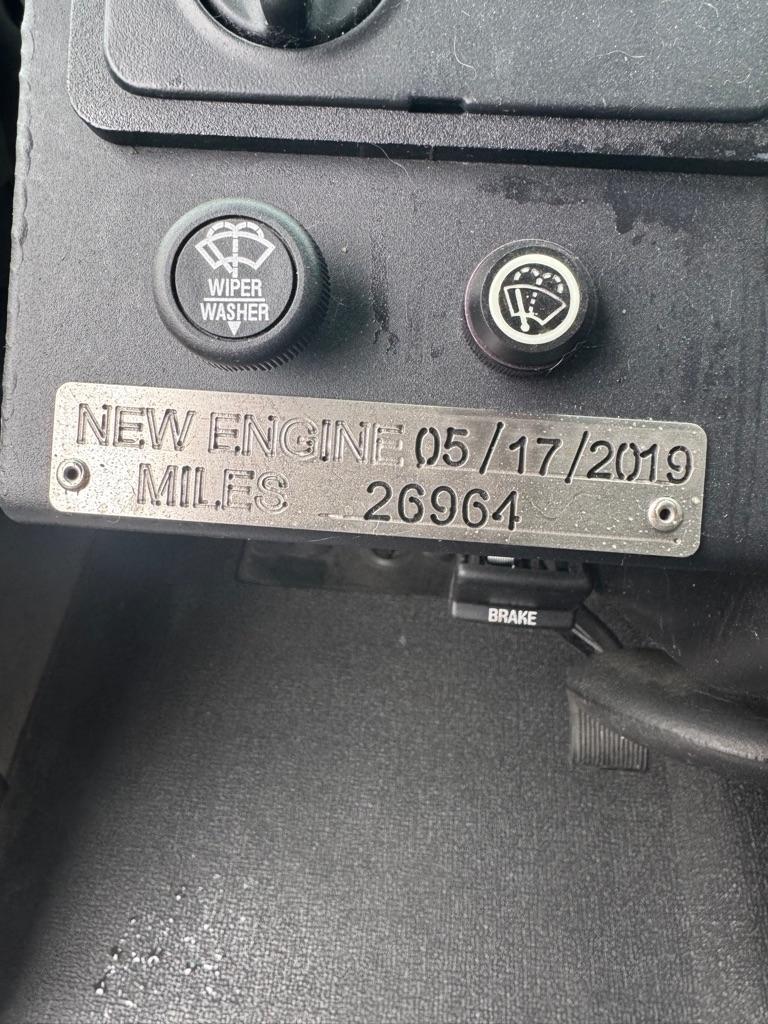 WIPER
WASHER
NEW ENGINE 05/17/2019
MILES 26964
BRAKE